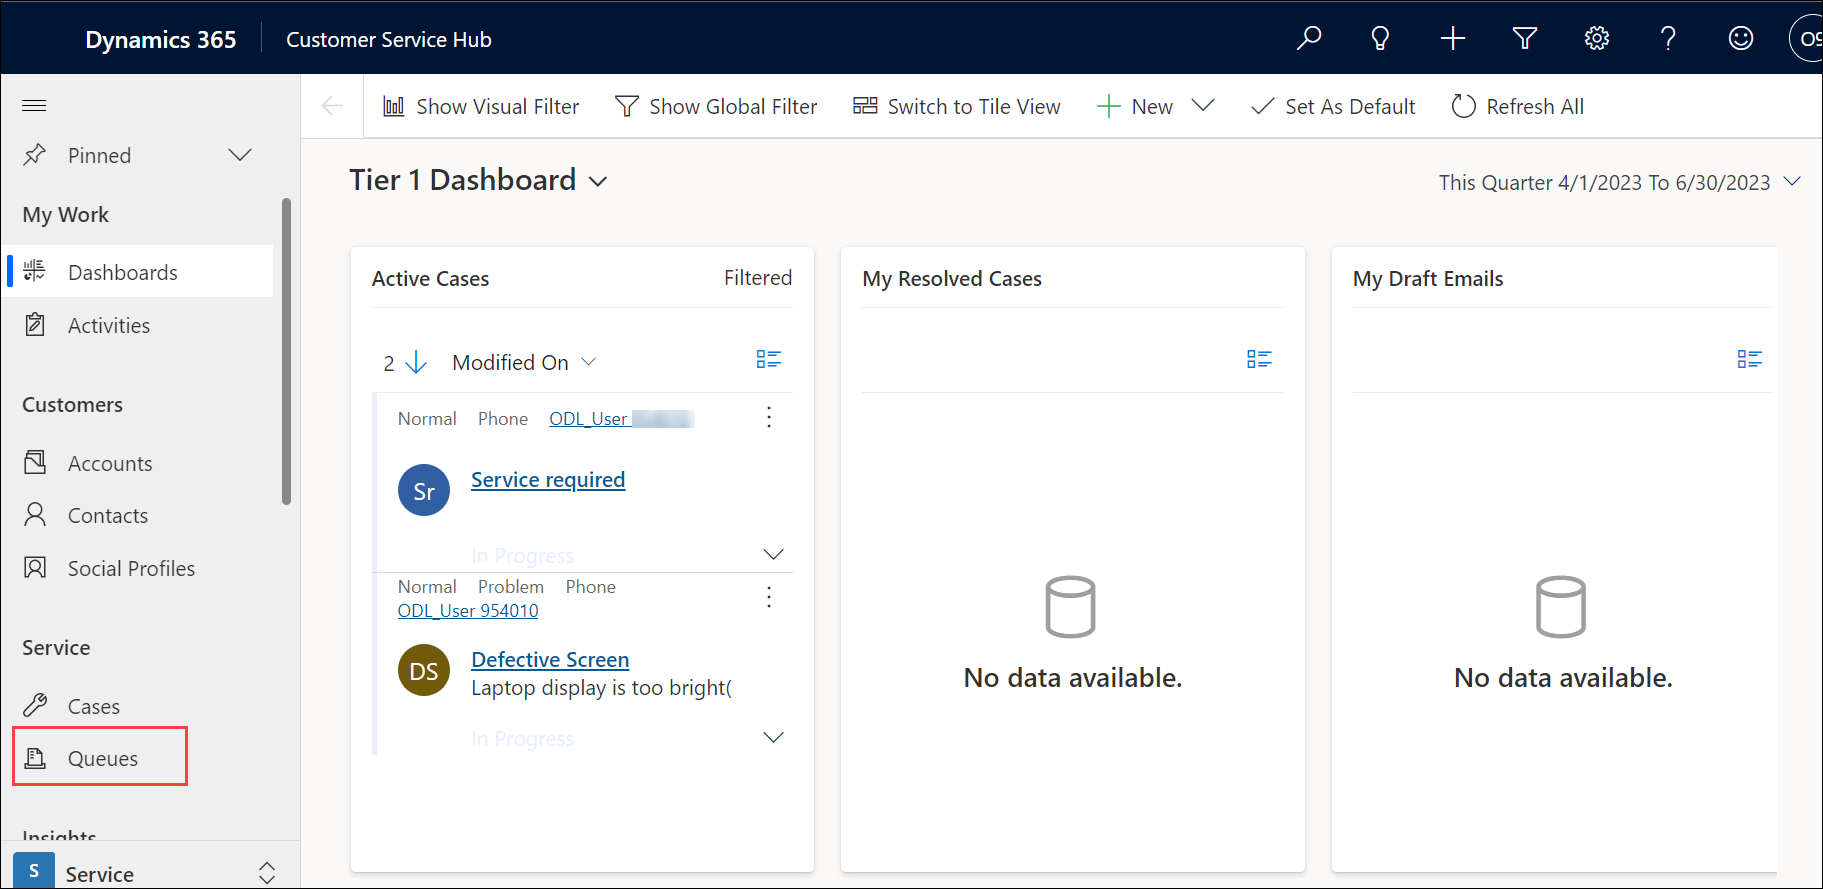 Dynamics 365
Customer Service Hub
Show Visual Filter
Show Global Filter
Switch to Tile View
New
Set As Default
Refresh All
Pinned
My Work
Dashboards
Activities
Customers
Accounts
Contacts
Social Profiles
Service
Cases
Queues
Insights
S Service
Tier 1 Dashboard
This Quarter 4/1/2023 To 6/30/2023
Active Cases
Filtered
2
Modified On
Normal Phone ODL_User
Sr
Service required
In Progress
Normal Problem Phone
ODL_User 954010
DS
Defective Screen
Laptop display is too bright(
In Progress
My Resolved Cases
No data available.
My Draft Emails
No data available.